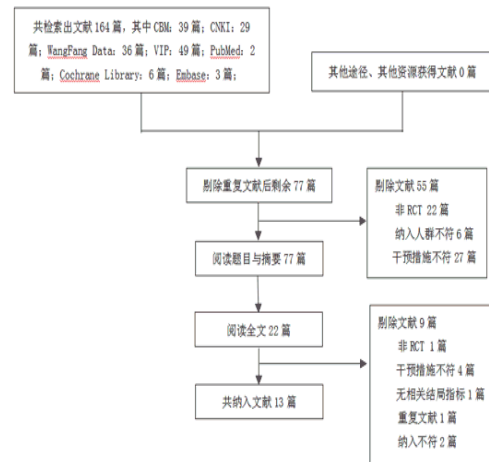 共检索出文献 164 篇，其中 CBM：39 篇；CNKI：29
篇；WangFang Data：36 篇；VIP：49 篇；PubMed：2
篇；Cochrane Library：6 篇；Embase：3 篇；
其他途径、其他资源获得文献 0 篇
剔除重复文献后剩余 77 篇
剔除文献 55 篇
非 RCT 22 篇
纳入人群不符 6 篇
干预措施不符 27 篇
阅读题目与摘要 77 篇
阅读全文 22 篇
剔除文献 9 篇
非 RCT 1 篇
干预措施不符 4 篇
无相关结局指标 1 篇
重复文献 1 篇
纳入不符 2 篇
共纳入文献 13 篇